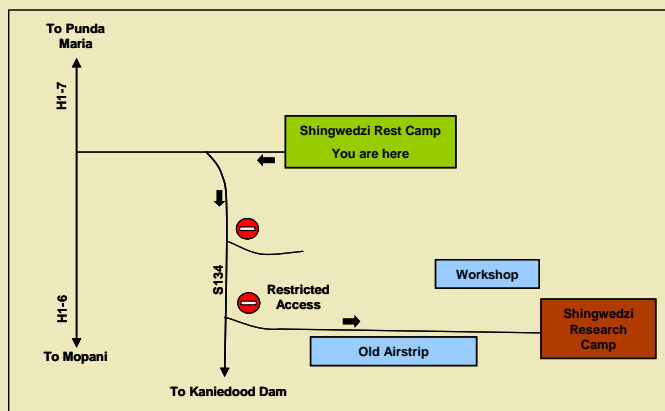 To Punda
Maria
H1-7
Shingwedzi Rest Camp
You are here
S134
Workshop
Restricted
Access
H1-6
Shingwedzi
Research
Camp
To Mopani
Old Airstrip
To Kaniedood Dam